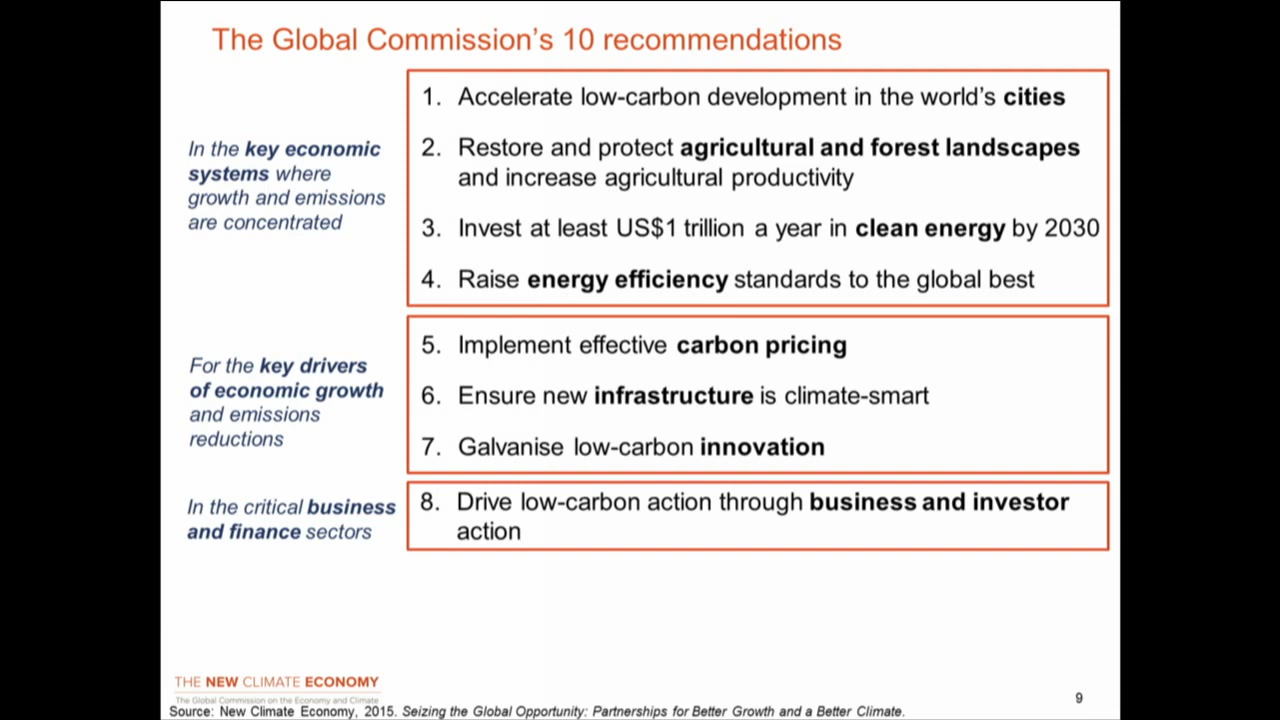 The Global Commission's 10 recommendations
In the key economic
systems where
growth and emissions
are concentrated
1. Accelerate low-carbon development in the world's cities
2. Restore and protect agricultural and forest landscapes
and increase agricultural productivity
3. Invest at least US$1 trillion a year in clean energy by 2030
4. Raise energy efficiency standards to the global best
For the key drivers
of economic growth
and emissions
reductions
5. Implement effective carbon pricing
6. Ensure new infrastructure is climate-smart
7. Galvanise low-carbon innovation
In the critical business
and finance sectors
8. Drive low-carbon action through business and investor
action
THE NEW CLIMATE ECONOMY
The Global Commission on the Economy and Climate
9
Source: New Climate Economy, 2015. Seizing the Global Opportunity: Partnerships for Better Growth and a Better Climate.